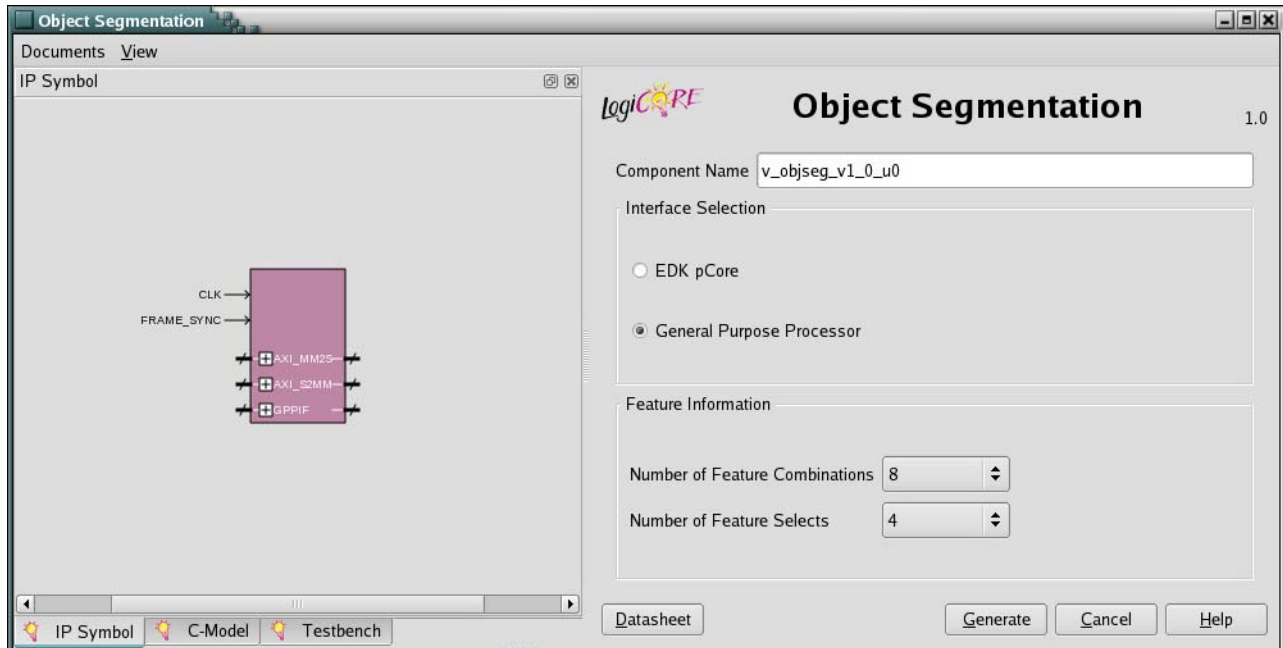 Object Segmentation
Documents View
IP Symbol
LogiCORE
Object Segmentation
1.0
Component Name v_objseg_v1_0_u0
Interface Selection
EDK pCore
General Purpose Processor
CLK
FRAME_SYNC
AXI_MM2S
AXI_S2MM
GPPIF
Feature Information
Number of Feature Combinations 8
Number of Feature Selects 4
IP Symbol C-Model Testbench
Datasheet Generate Cancel Help